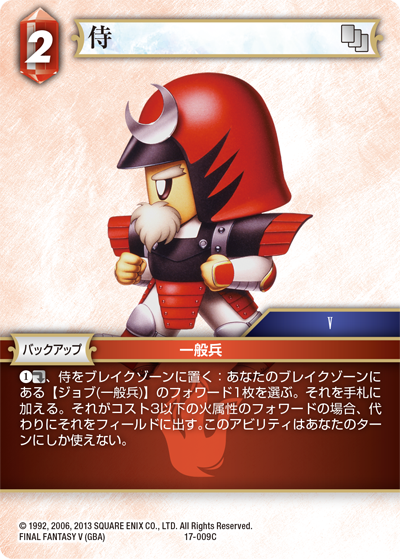 2
侍
V
バックアップ
一般兵
❶、侍をブレイクゾーンに置く：あなたのブレイクゾーンに
ある【ジョブ(一般兵)】のフォワード1枚を選ぶ。それを手札に
加える。それがコスト3以下の火属性のフォワードの場合、代
わりにそれをフィールドに出す。このアビリティはあなたのター
ンにしか使えない。
© 1992, 2006, 2013 SQUARE ENIX CO., LTD. All Rights Reserved.
FINAL FANTASY V (GBA)
17-009C